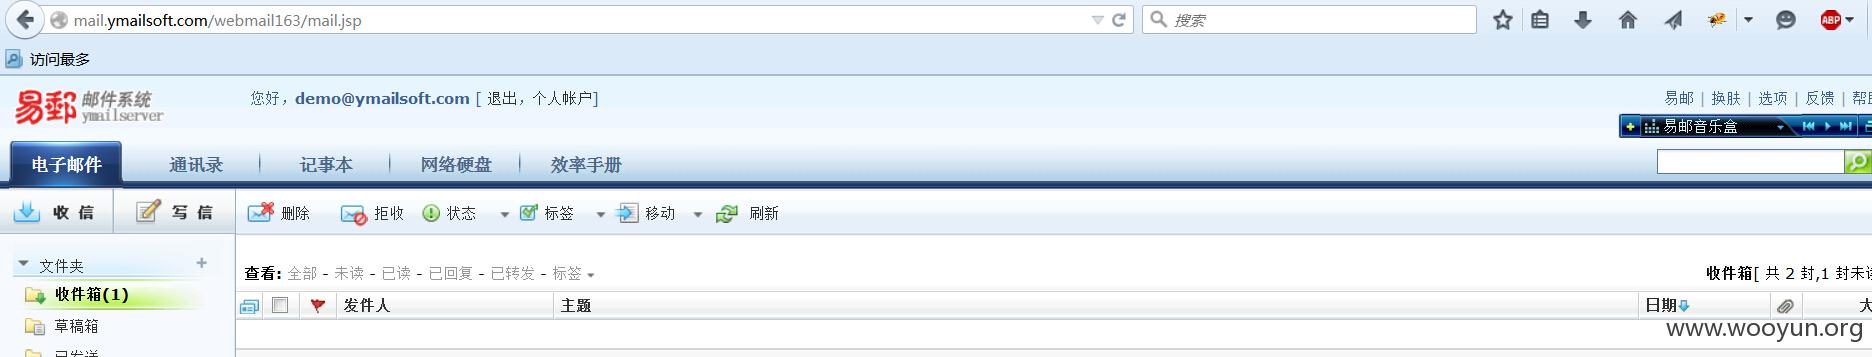 mail.ymailsoft.com/webmail163/mail.jsp 搜索 ABP
访问最多
易邮 邮件系统 ymailserver 您好，demo@ymailsoft.com [ 退出，个人帐户] 易邮 | 换肤 | 选项 | 反馈 | 帮助
易邮音乐盒
电子邮件 通讯录 记事本 网络硬盘 效率手册
收 信 写 信 删除 拒收 状态 标签 移动 刷新
文件夹
查看: 全部 - 未读 - 已读 - 已回复 - 已转发 - 标签 收件箱[ 共 2 封,1 封未读
收件箱(1)
发件人 主题 日期 大
草稿箱
www.wooyun.org
已发送